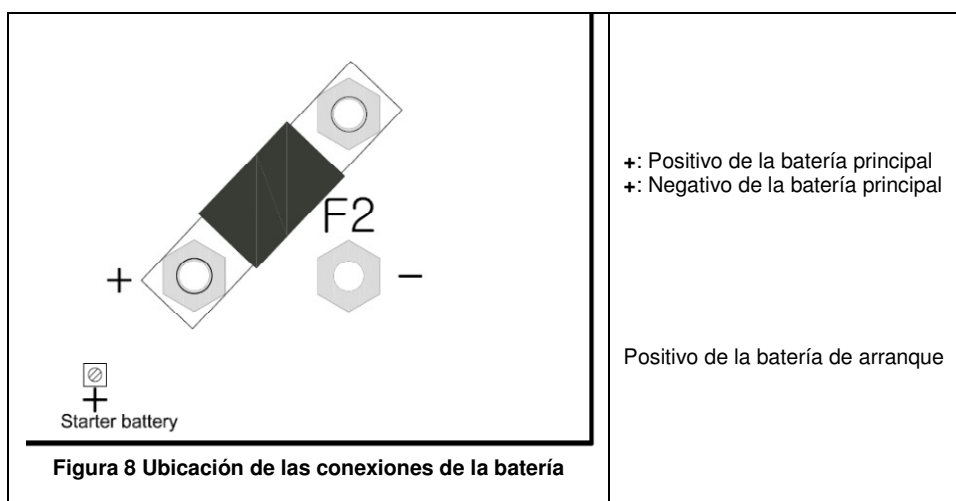 F2
+
–
+
Starter battery
Figura 8 Ubicación de las conexiones de la batería
+: Positivo de la batería principal
+: Negativo de la batería principal
Positivo de la batería de arranque